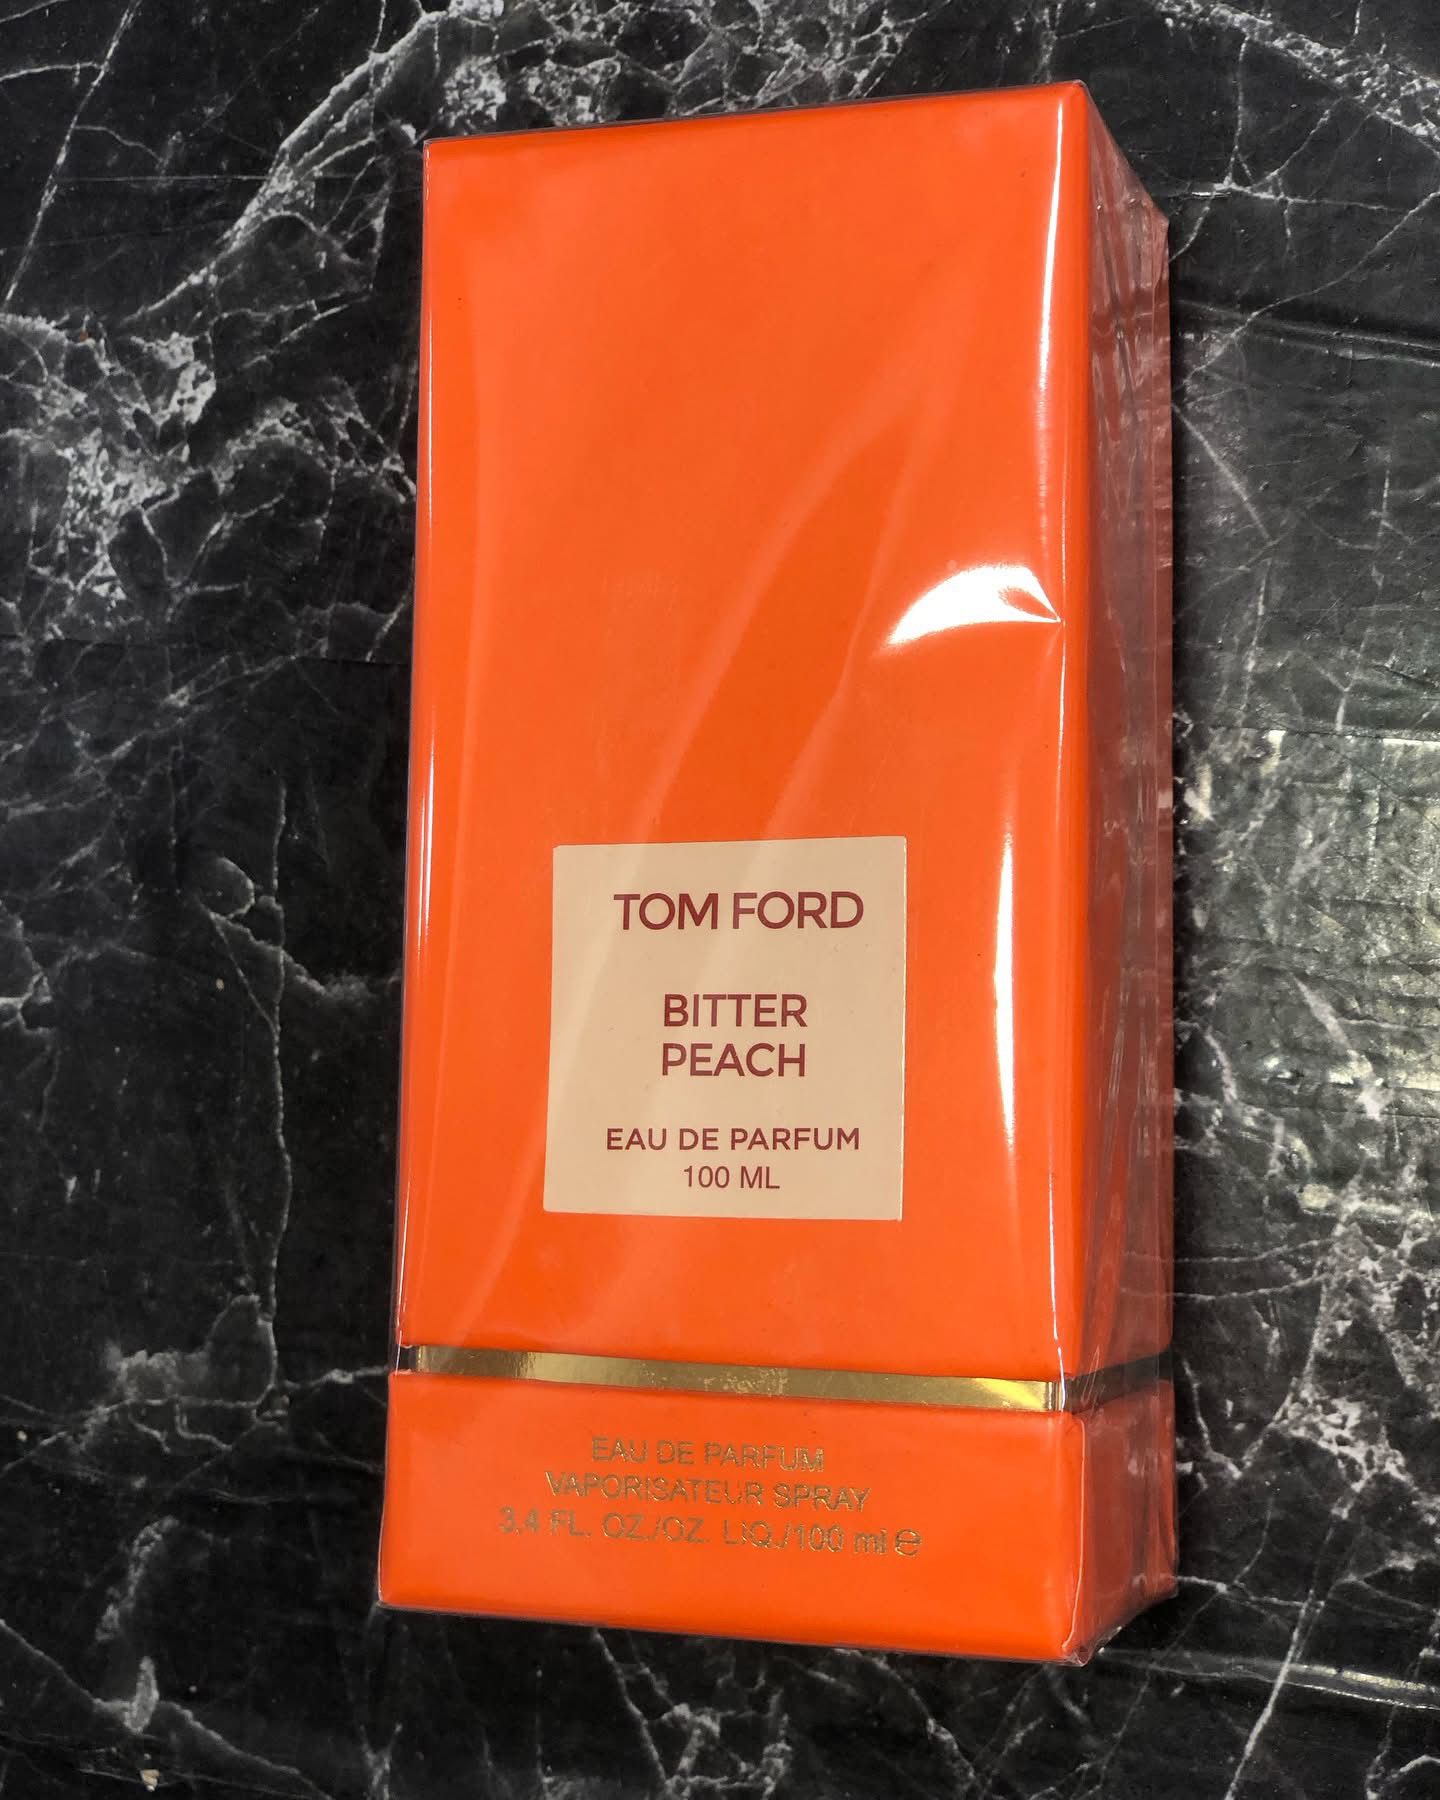 TOM FORD
BITTER
PEACH
EAU DE PARFUM
100 ML
EAU DE PARFUM
VAPORISATEUR SPRAY
3.4 FL. OZ./OZ. LIQ./100 ml ℮